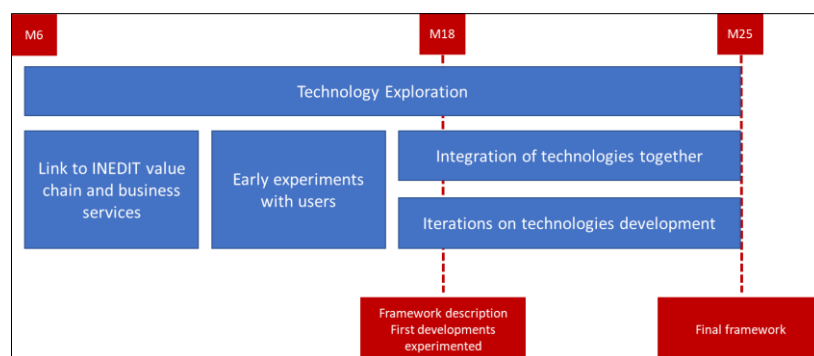 M6
M18
M25
Technology Exploration
Link to INEDIT value
chain and business
services
Early experiments
with users
Integration of technologies together
Iterations on technologies development
Framework description
First developments
experimented
Final framework